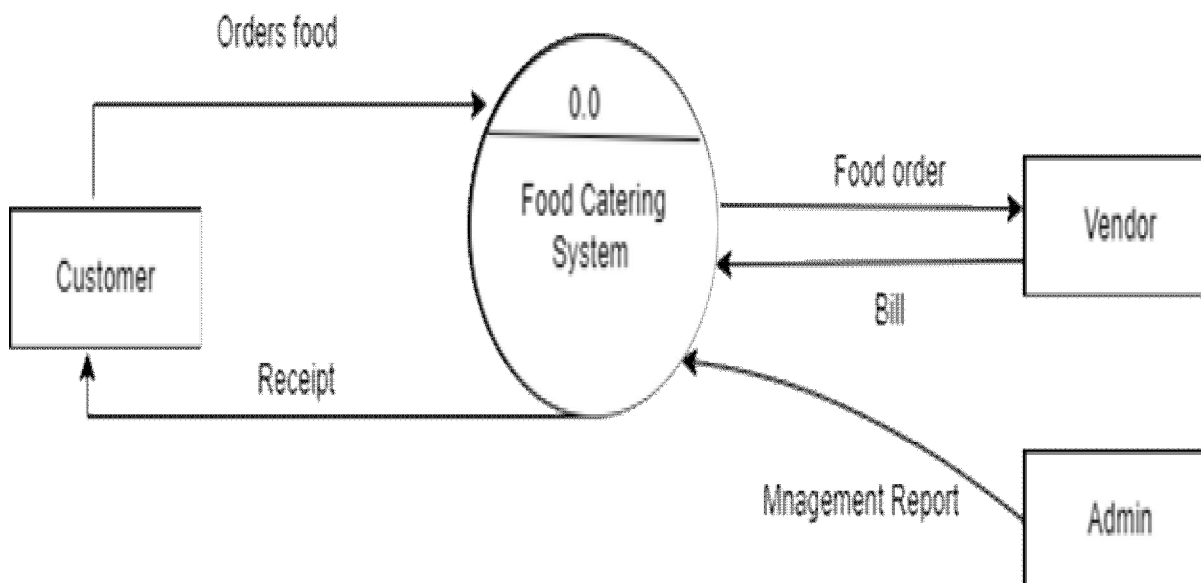 Orders food
0.0
Food Catering
System
Food order
Vendor
Customer
Bill
Receipt
Mnagement Report
Admin